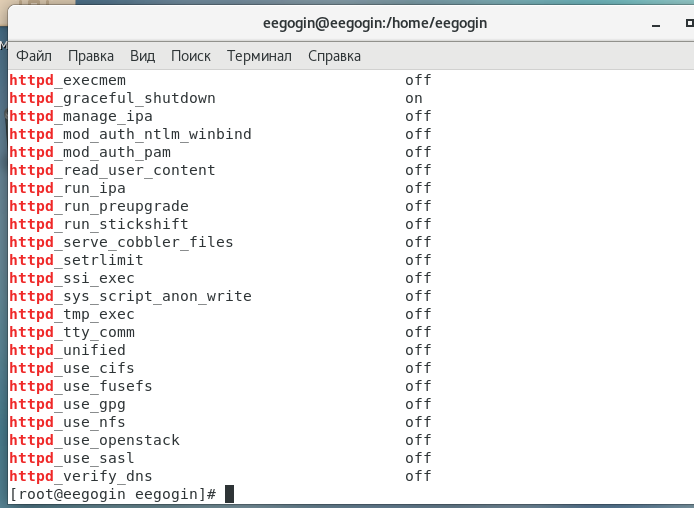 eegogin@eegogin:/home/eegogin
Файл Правка Вид Поиск Терминал Справка
httpd_execmem off
httpd_graceful_shutdown on
httpd_manage_ipa off
httpd_mod_auth_ntlm_winbind off
httpd_mod_auth_pam off
httpd_read_user_content off
httpd_run_ipa off
httpd_run_preupgrade off
httpd_run_stickshift off
httpd_serve_cobbler_files off
httpd_setrlimit off
httpd_ssi_exec off
httpd_sys_script_anon_write off
httpd_tmp_exec off
httpd_tty_comm off
httpd_unified off
httpd_use_cifs off
httpd_use_fusefs off
httpd_use_gpg off
httpd_use_nfs off
httpd_use_openstack off
httpd_use_sasl off
httpd_verify_dns off
[root@eegogin eegogin]#